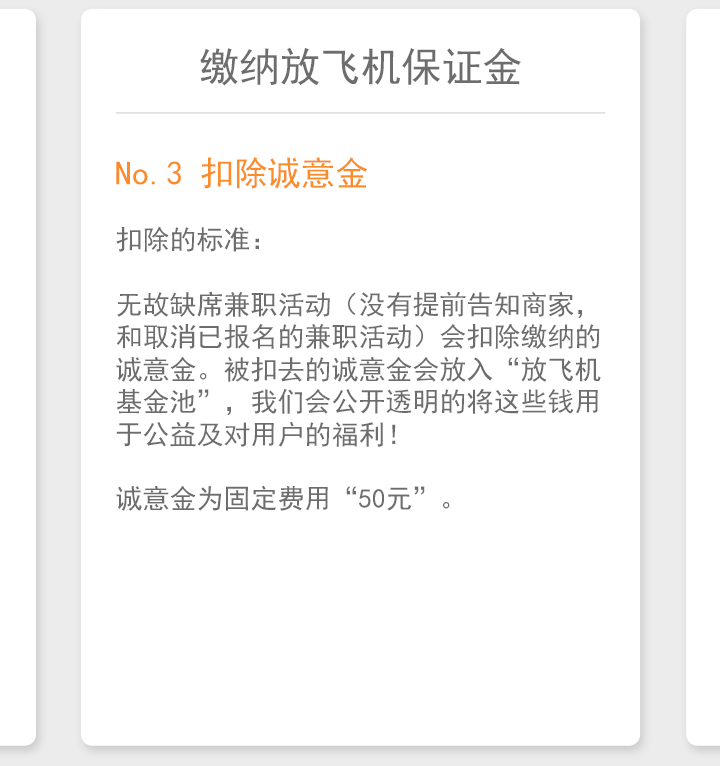 缴纳放飞机保证金
No.3 扣除诚意金
扣除的标准：
无故缺席兼职活动（没有提前告知商家，
和取消已报名的兼职活动）会扣除缴纳的
诚意金。被扣去的诚意金会放入“放飞机
基金池”，我们会公开透明的将这些钱用
于公益及对用户的福利！
诚意金为固定费用“50元”。